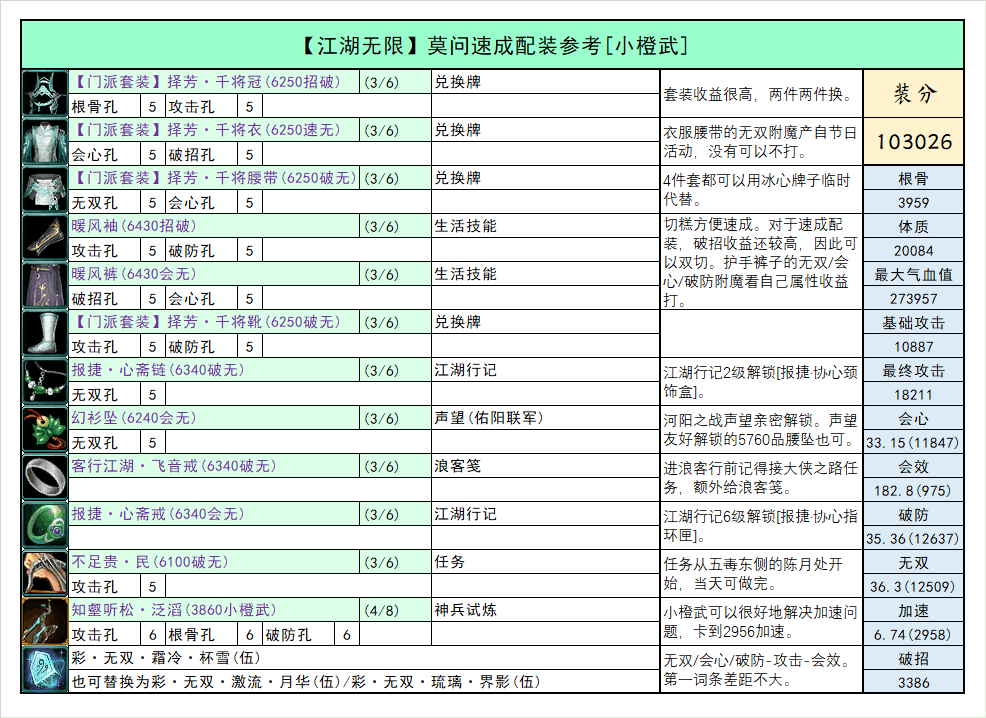 【江湖无限】莫问速成配装参考[小橙武]
【门派套装】择芳·千将冠(6250招破) (3/6) 兑换牌
根骨孔 5 攻击孔 5
套装收益很高，两件两件换。
装分
【门派套装】择芳·千将衣(6250速无) (3/6) 兑换牌
会心孔 5 破招孔 5
衣服腰带的无双附魔产自节日
活动，没有可以不打。
103026
【门派套装】择芳·千将腰带(6250破无) (3/6) 兑换牌
无双孔 5 会心孔 5
4件套都可以用冰心牌子临时
代替。
根骨
3959
暖风袖(6430招破) (3/6) 生活技能
攻击孔 5 破防孔 5
切糕方便速成。对于速成配
装，破招收益还较高，因此可
以双切。护手裤子的无双/会
心/破防附魔看自己属性收益
打。
体质
20084
暖风裤(6430会无) (3/6) 生活技能
破招孔 5 会心孔 5
最大气血值
273957
【门派套装】择芳·千将靴(6250破无) (3/6) 兑换牌
攻击孔 5 破防孔 5
基础攻击
10887
报捷·心斋链(6340破无) (3/6) 江湖行记
无双孔 5
江湖行记2级解锁[报捷·协心颈
饰盒]。
最终攻击
18211
幻衫坠(6240会无) (3/6) 声望(佑阳联军)
无双孔 5
河阳之战声望亲密解锁。声望
友好解锁的5760品腰坠也可。
会心
33.15(11847)
客行江湖·飞音戒(6340破无) (3/6) 浪客笺
进浪客行前记得接大侠之路任
务，额外给浪客笺。
会效
182.8(975)
报捷·心斋戒(6340会无) (3/6) 江湖行记
江湖行记6级解锁[报捷·协心指
环匣]。
破防
35.36(12637)
不足贵·民(6100破无) (3/6) 任务
攻击孔 5
任务从五毒东侧的陈月处开
始，当天可做完。
无双
36.3(12509)
知壑听松·泛滔(3860小橙武) (4/8) 神兵试炼
攻击孔 6 根骨孔 6 破防孔 6
小橙武可以很好地解决加速问
题，卡到2956加速。
加速
6.74(2958)
彩·无双·霜冷·杯雪(伍)
也可替换为彩·无双·激流·月华(伍)/彩·无双·琉璃·界影(伍)
无双/会心/破防-攻击-会效。
第一词条差距不大。
破招
3386